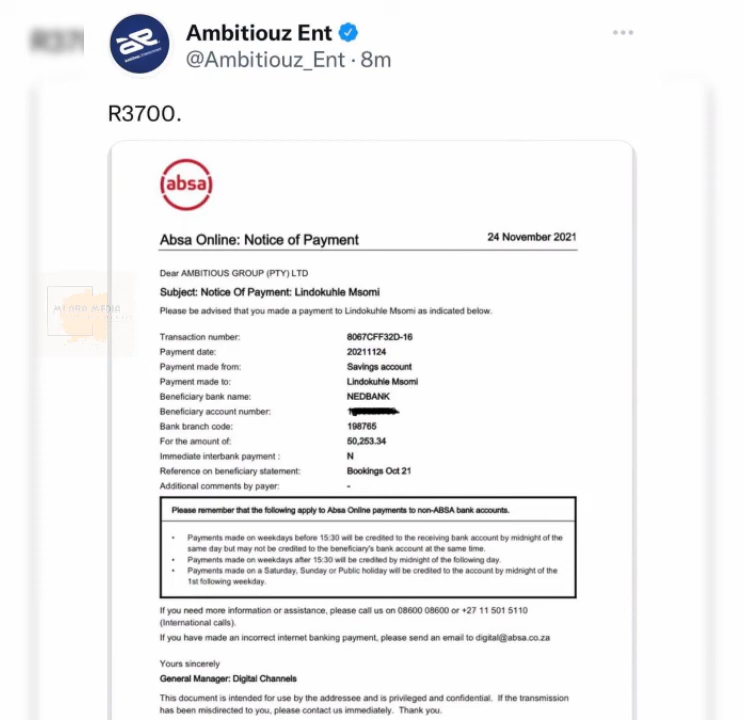 R370
Ambitiouz Ent
@Ambitiouz_Ent · 8m
R3700.
absa
Absa Online: Notice of Payment
24 November 2021
Dear AMBITIOUS GROUP (PTY) LTD
Subject: Notice Of Payment: Lindokuhle Msomi
Please be advised that you made a payment to Lindokuhle Msomi as indicated below.
Transaction number: 8067CFF32D-16
Payment date: 20211124
Payment made from: Savings account
Payment made to: Lindokuhle Msomi
Beneficiary bank name: NEDBANK
Beneficiary account number:
Bank branch code: 198765
For the amount of: 50,253.34
Immediate interbank payment : N
Reference on beneficiary statement: Bookings Oct 21
Additional comments by payer: -
Please remember that the following apply to Absa Online payments to non-ABSA bank accounts.
• Payments made on weekdays before 15:30 will be credited to the receiving bank account by midnight of the
same day but may not be credited to the beneficiary's bank account at the same time.
• Payments made on weekdays after 15:30 will be credited by midnight of the following day.
• Payments made on a Saturday, Sunday or Public holiday will be credited to the account by midnight of the
1st following weekday.
If you need more information or assistance, please call us on 08600 08600 or +27 11 501 5110
(International calls).
If you have made an incorrect internet banking payment, please send an email to digital@absa.co.za
Yours sincerely
General Manager: Digital Channels
This document is intended for use by the addressee and is privileged and confidential. If the transmission
has been misdirected to you, please contact us immediately. Thank you.